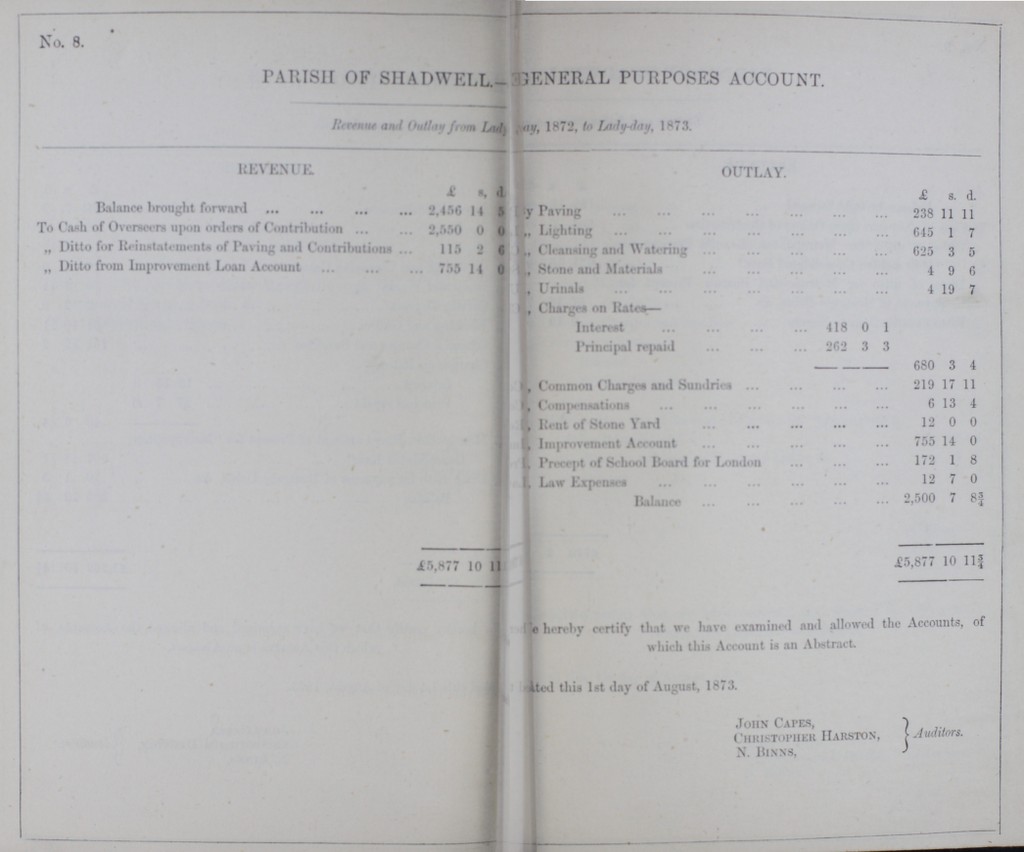 No. 8.
PARISH OF SHADWELL.—GENERAL PURPOSES ACCOUNT.
Revenue and Outlay from Lady ay, 1872, to Lady-day, 1873.
REVENUE.
£ s. d.
Balance brought forward ... ... ... ... 2,456 14 5
To Cash of Overseers upon orders of Contribution ... ... 2,550 0 0
„ Ditto for Reinstatements of Paving and Contributions ... 115 2 6
„ Ditto from Improvement Loan Account ... ... ... 755 14 0
£5,877 10 11
OUTLAY.
£ s. d.
By Paving ... ... ... ... ... ... ... 238 11 11
„ Lighting ... ... ... ... ... ... ... 645 1 7
„ Cleansing and Watering ... ... ... ... ... 625 3 5
„ Stone and Materials ... ... ... ... ... 4 9 6
„ Urinals ... ... ... ... ... ... ... 4 19 7
„ Charges on Rates—
Interest ... ... ... ... 418 0 1
Principal repaid ... ... ... 262 3 3
680 3 4
„ Common Charges and Sundries ... ... ... ... 219 17 11
„ Compensations ... ... ... ... ... ... 6 13 4
„ Rent of Stone Yard ... ... ... ... ... 12 0 0
„ Improvement Account ... ... ... ... ... 755 14 0
„ Precept of School Board for London ... ... ... 172 1 8
„ Law Expenses ... ... ... ... ... ... 12 7 0
Balance ... ... ... ... ... 2,500 7 8¾
£5,877 10 11¾
e hereby certify that we have examined and allowed the Accounts, of
which this Account is an Abstract.
ated this 1st day of August, 1873.
JOHN CAPES,
CHRISTOPHER HARSTON, } Auditors.
N. BINNS,